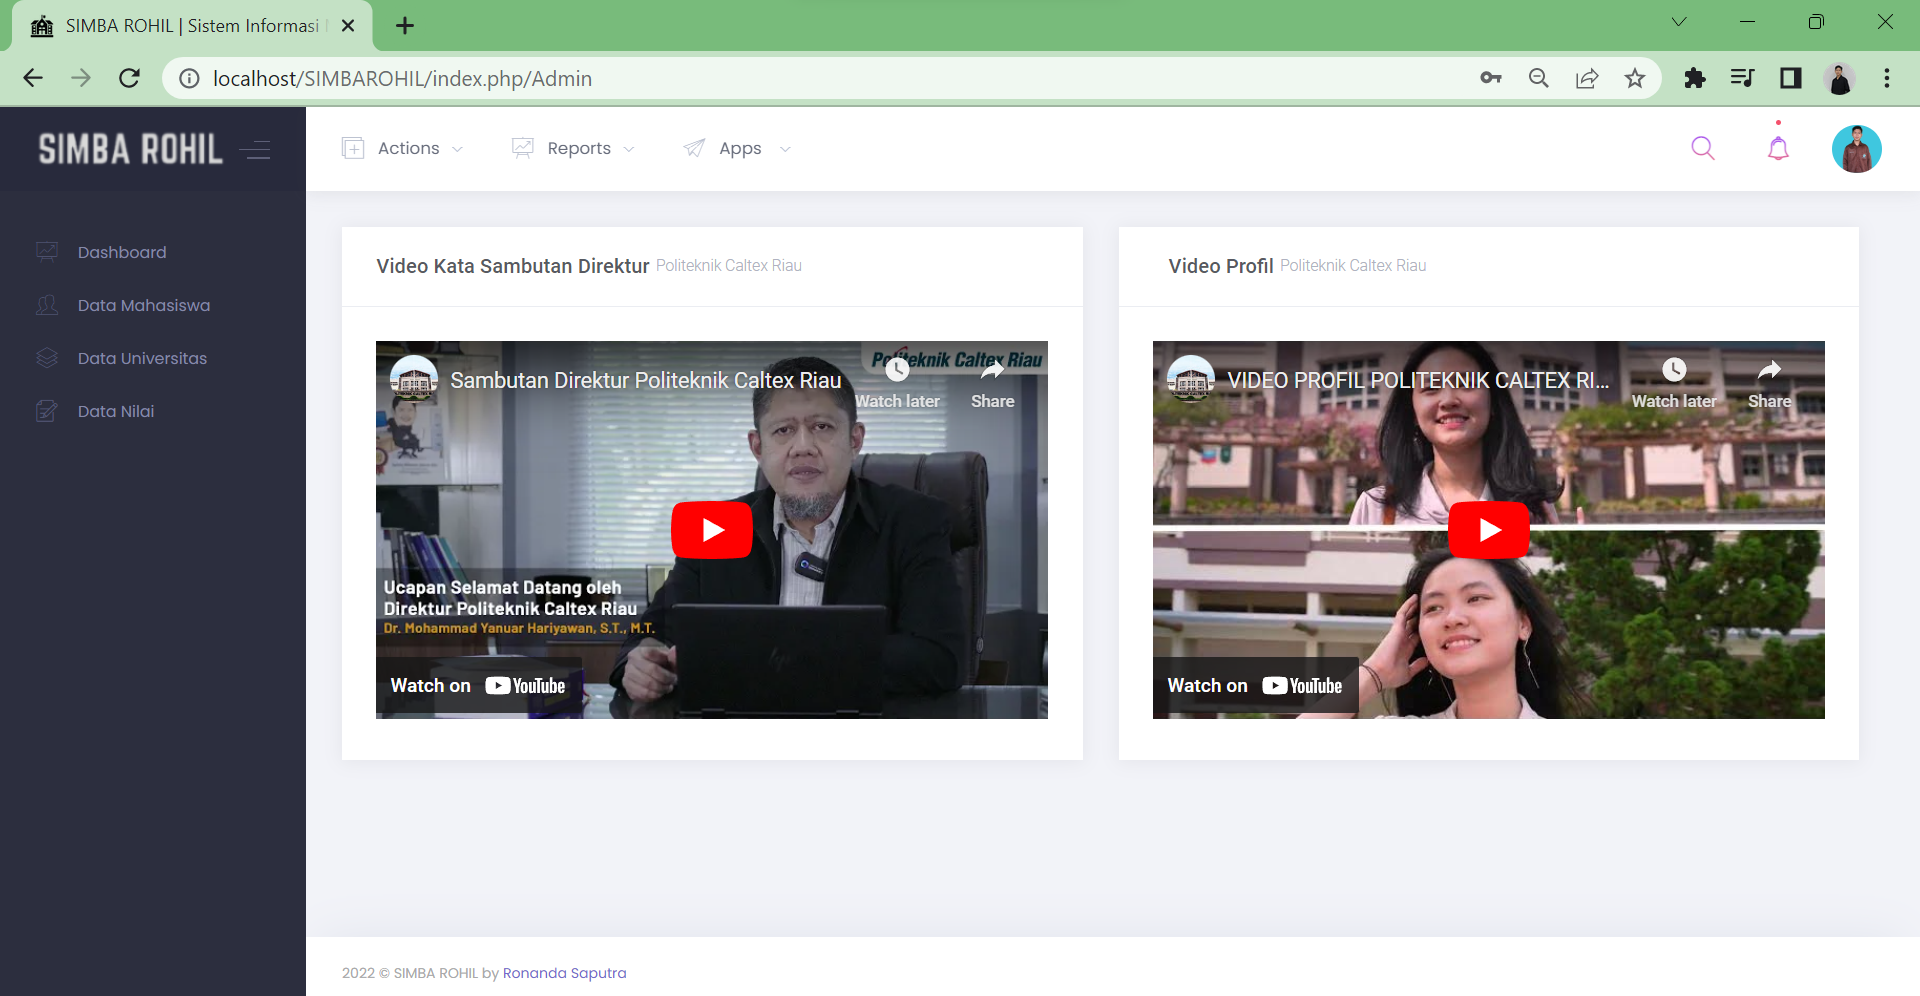 SIMBA ROHIL | Sistem Informasi
localhost/SIMBAROHIL/index.php/Admin
SIMBA ROHIL
Actions
Reports
Apps
Dashboard
Data Mahasiswa
Data Universitas
Data Nilai
Video Kata Sambutan Direktur Politeknik Caltex Riau
Politeknik Caltex Riau
Sambutan Direktur Politeknik Caltex Riau
Watch later
Share
Ucapan Selamat Datang oleh
Direktur Politeknik Caltex Riau
Dr. Mohammad Yanuar Hariyawan, S.T., M.T.
Watch on YouTube
Video Profil Politeknik Caltex Riau
VIDEO PROFIL POLITEKNIK CALTEX RI...
Watch later
Share
Watch on YouTube
2022 © SIMBA ROHIL by Ronanda Saputra